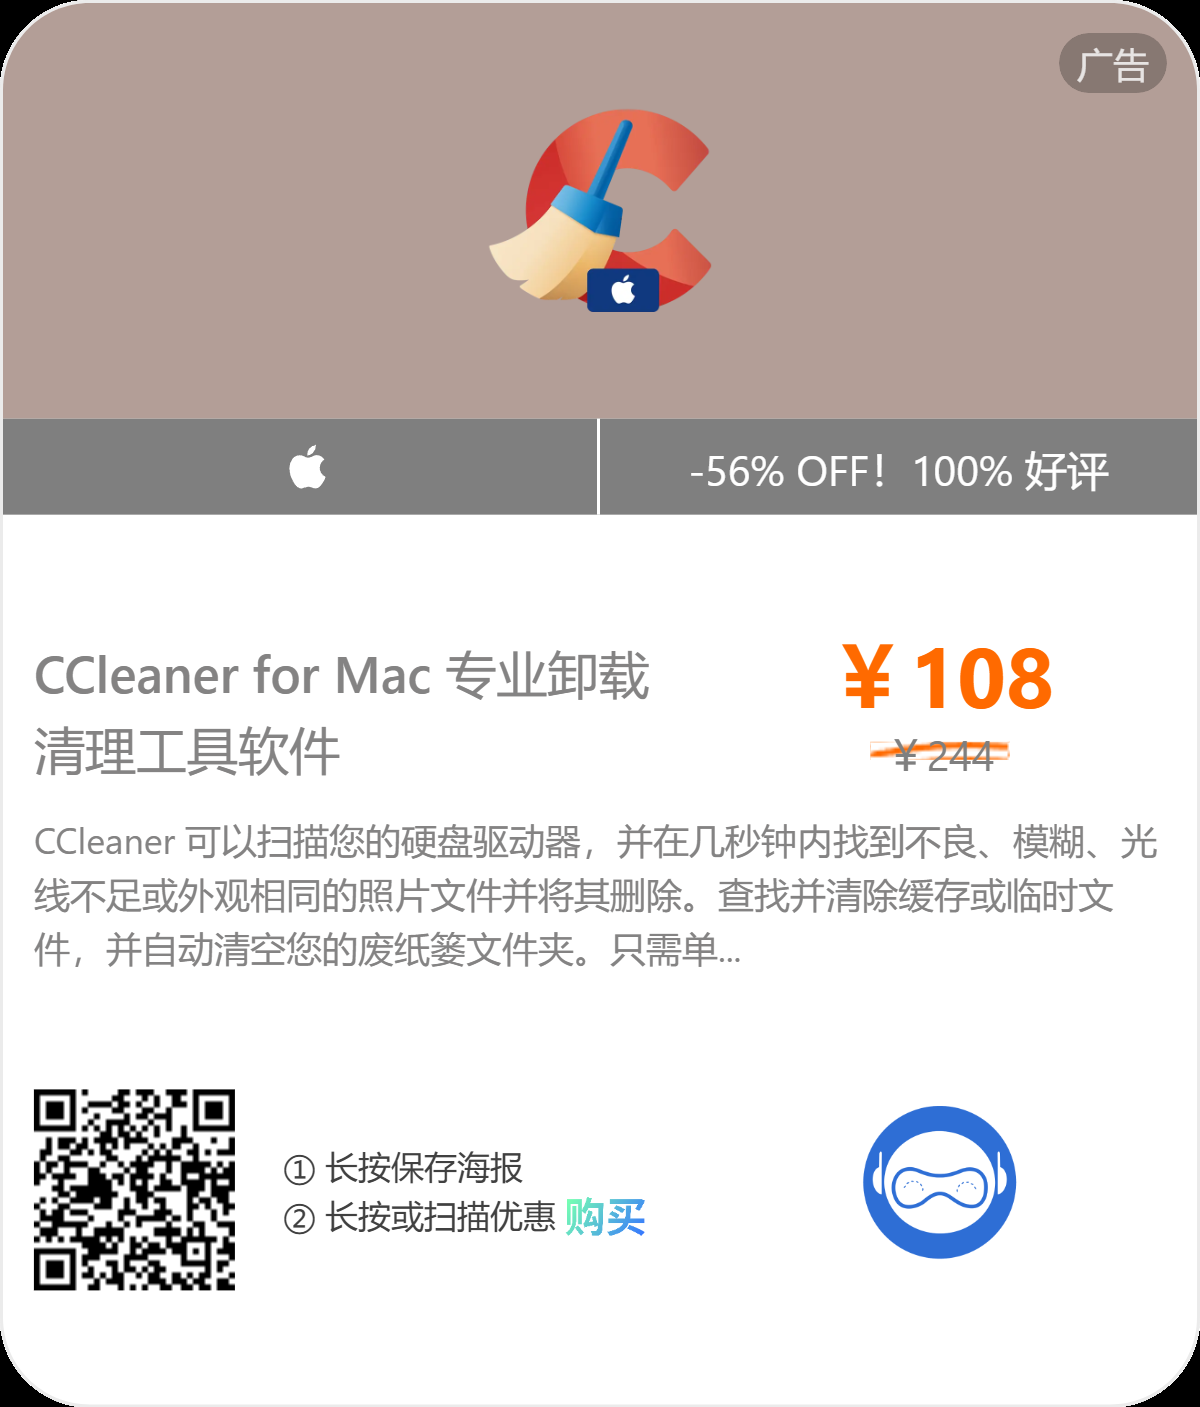 广告
-56% OFF！100% 好评
CCleaner for Mac 专业卸载
清理工具软件
￥108
￥244
CCleaner 可以扫描您的硬盘驱动器，并在几秒钟内找到不良、模糊、光
线不足或外观相同的照片文件并将其删除。查找并清除缓存或临时文
件，并自动清空您的废纸篓文件夹。只需单...
① 长按保存海报
② 长按或扫描优惠 购买